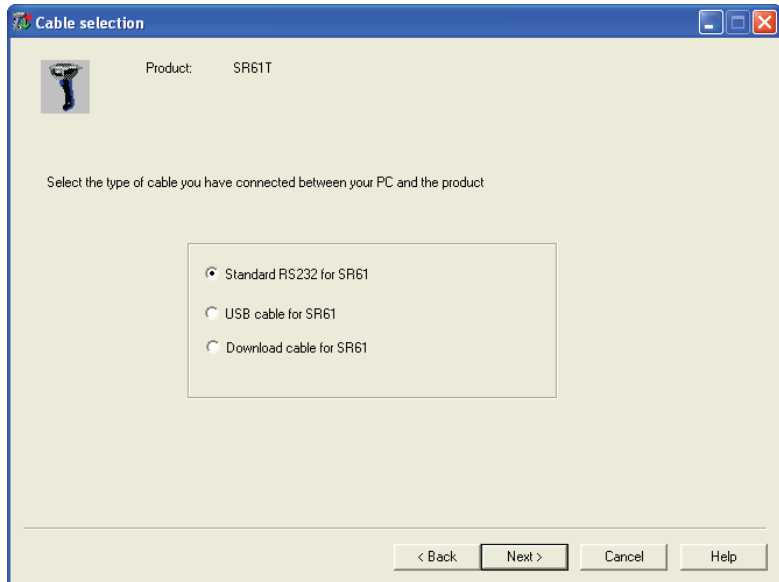 Cable selection
Product: SR61T
Select the type of cable you have connected between your PC and the product
Standard RS232 for SR61
USB cable for SR61
Download cable for SR61
< Back Next > Cancel Help